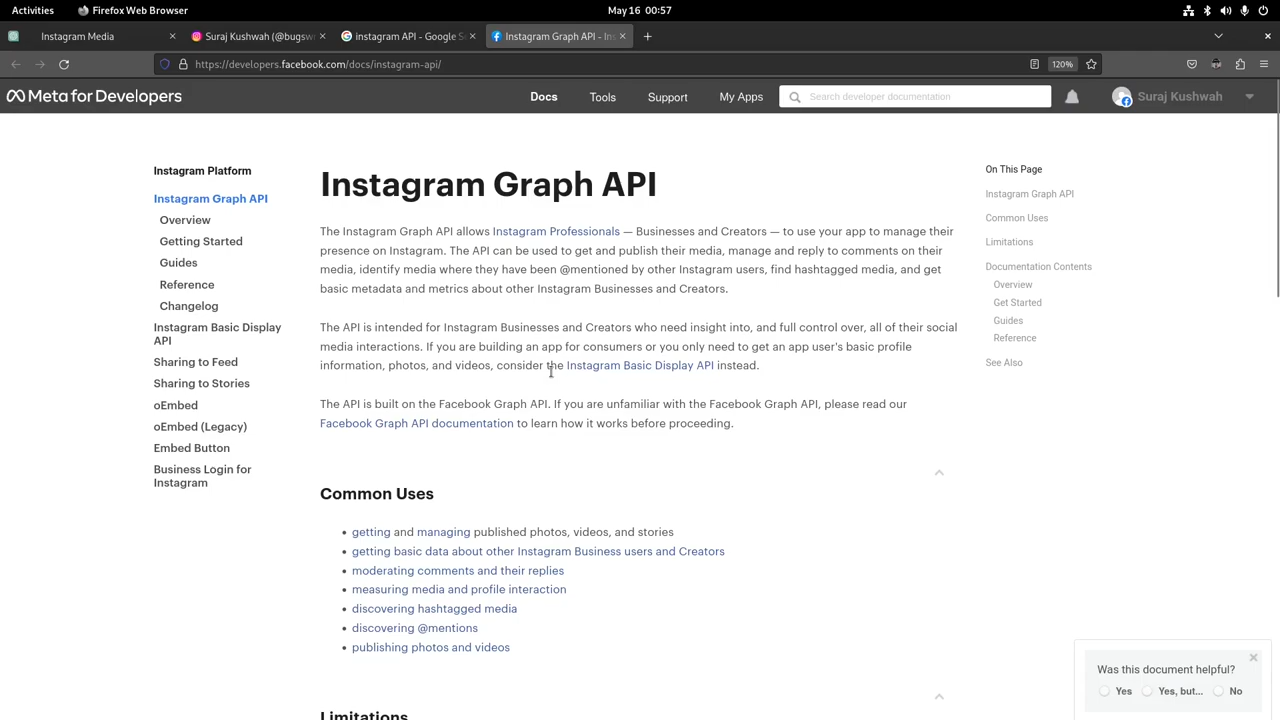 Activities Firefox Web Browser May 16 00:57
Instagram Media Suraj Kushwah (@bugsw instagram API - Google S Instagram Graph API - Ins
https://developers.facebook.com/docs/instagram-api/ 120%
Meta for Developers Docs Tools Support My Apps Search developer documentation Suraj Kushwah
Instagram Platform
Instagram Graph API
Overview
Getting Started
Guides
Reference
Changelog
Instagram Basic Display
API
Sharing to Feed
Sharing to Stories
oEmbed
oEmbed (Legacy)
Embed Button
Business Login for
Instagram
Instagram Graph API
The Instagram Graph API allows Instagram Professionals — Businesses and Creators — to use your app to manage their
presence on Instagram. The API can be used to get and publish their media, manage and reply to comments on their
media, identify media where they have been @mentioned by other Instagram users, find hashtagged media, and get
basic metadata and metrics about other Instagram Businesses and Creators.
The API is intended for Instagram Businesses and Creators who need insight into, and full control over, all of their social
media interactions. If you are building an app for consumers or you only need to get an app user's basic profile
information, photos, and videos, consider the Instagram Basic Display API instead.
The API is built on the Facebook Graph API. If you are unfamiliar with the Facebook Graph API, please read our
Facebook Graph API documentation to learn how it works before proceeding.
Common Uses
• getting and managing published photos, videos, and stories
• getting basic data about other Instagram Business users and Creators
• moderating comments and their replies
• measuring media and profile interaction
• discovering hashtagged media
• discovering @mentions
• publishing photos and videos
Limitations
On This Page
Instagram Graph API
Common Uses
Limitations
Documentation Contents
Overview
Get Started
Guides
Reference
See Also
Was this document helpful?
Yes Yes, but... No